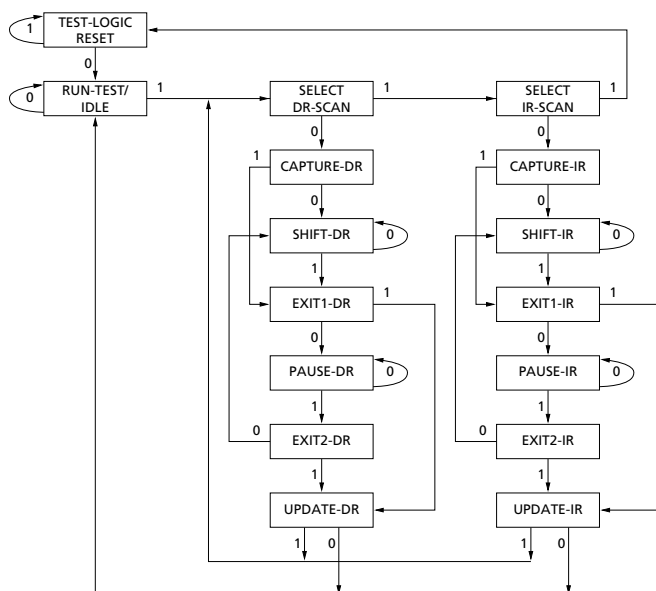 TEST-LOGIC
RESET
1
0
RUN-TEST/
IDLE
0
1
SELECT
DR-SCAN
1
SELECT
IR-SCAN
1
0
0
1
CAPTURE-DR
1
CAPTURE-IR
0
0
SHIFT-DR
0
SHIFT-IR
0
1
1
EXIT1-DR
1
EXIT1-IR
1
0
0
PAUSE-DR
0
PAUSE-IR
0
1
1
0
EXIT2-DR
0
EXIT2-IR
1
1
UPDATE-DR
UPDATE-IR
1
0
1
0